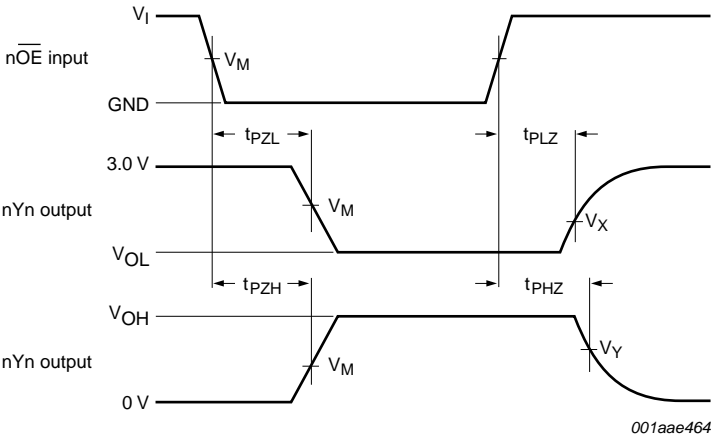 V_I
nO̅E̅ input
V_M
GND
t_PZL
t_PLZ
3.0 V
nYn output
V_M
V_X
V_OL
t_PZH
t_PHZ
V_OH
V_Y
nYn output
V_M
0 V
001aae464